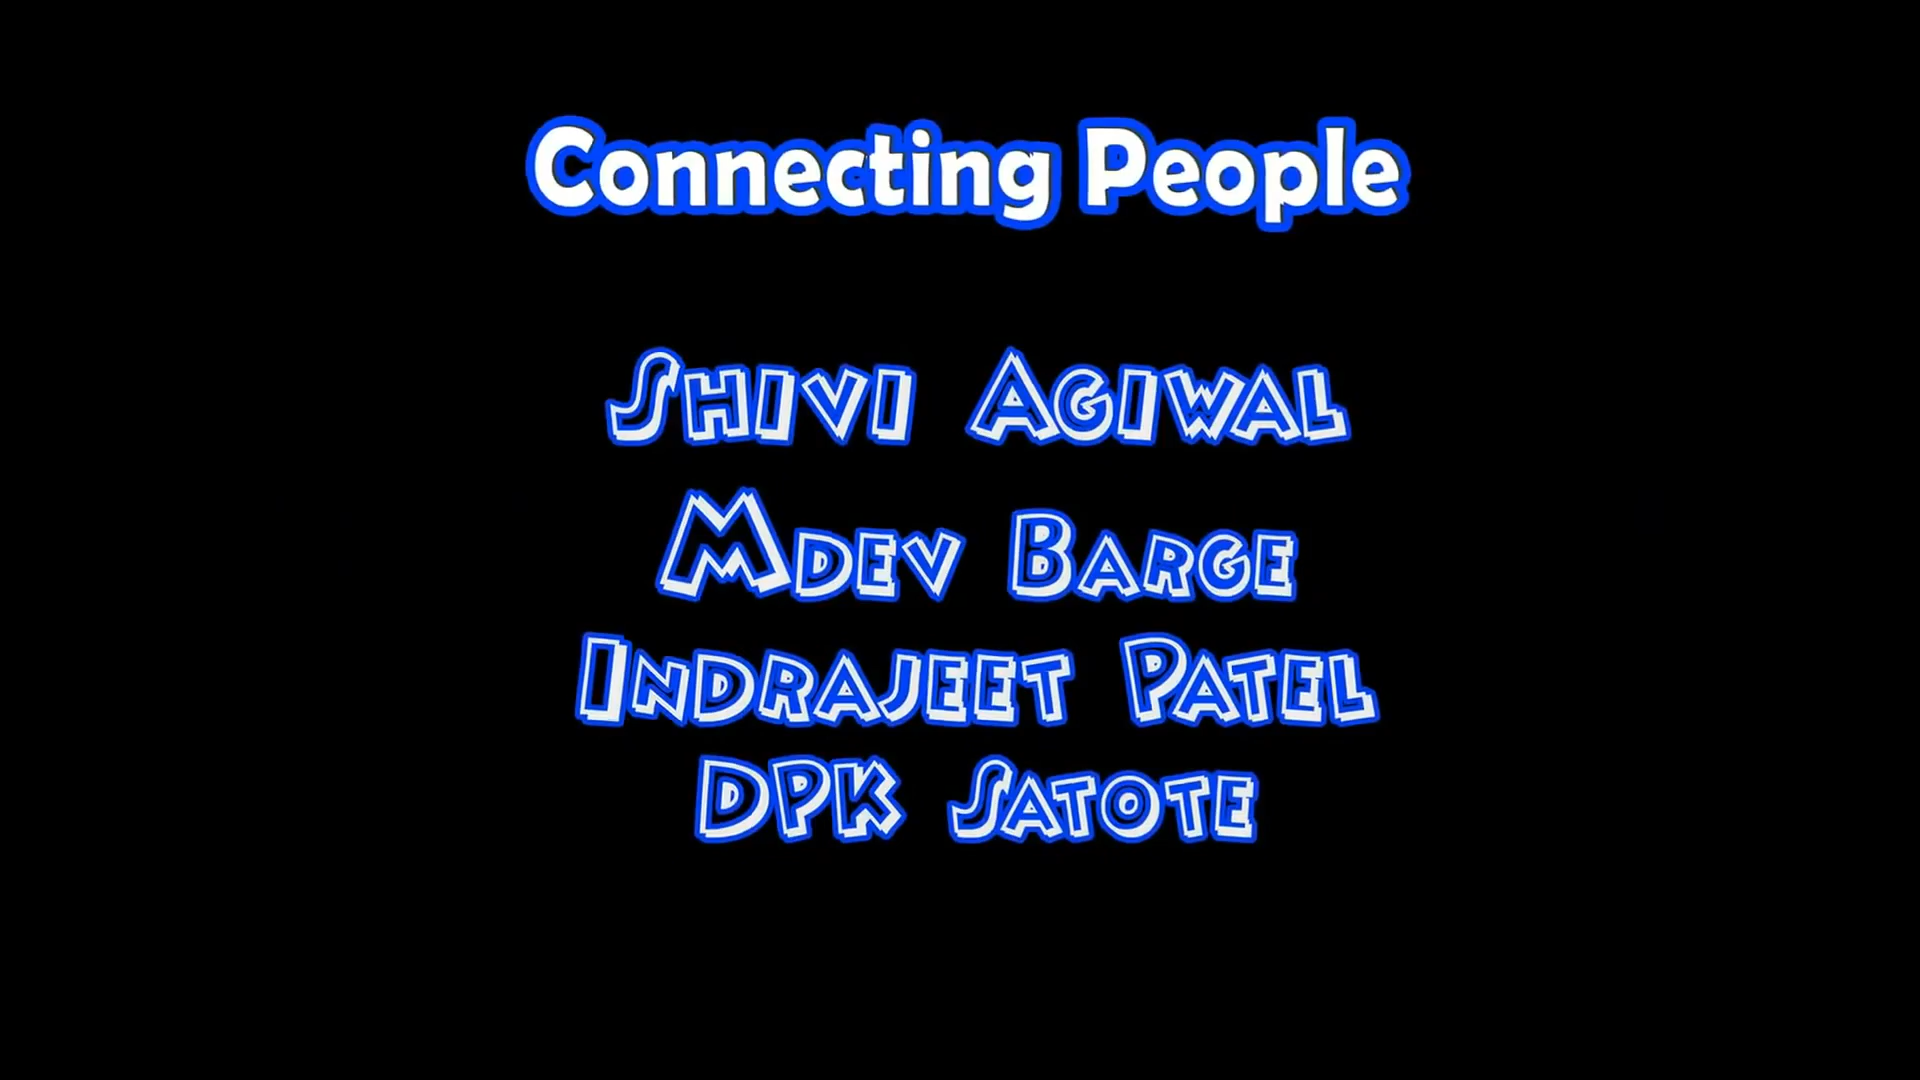 Connecting People
Shivi Agiwal
Mdev Barge
Indrajeet Patel
DPK Satote